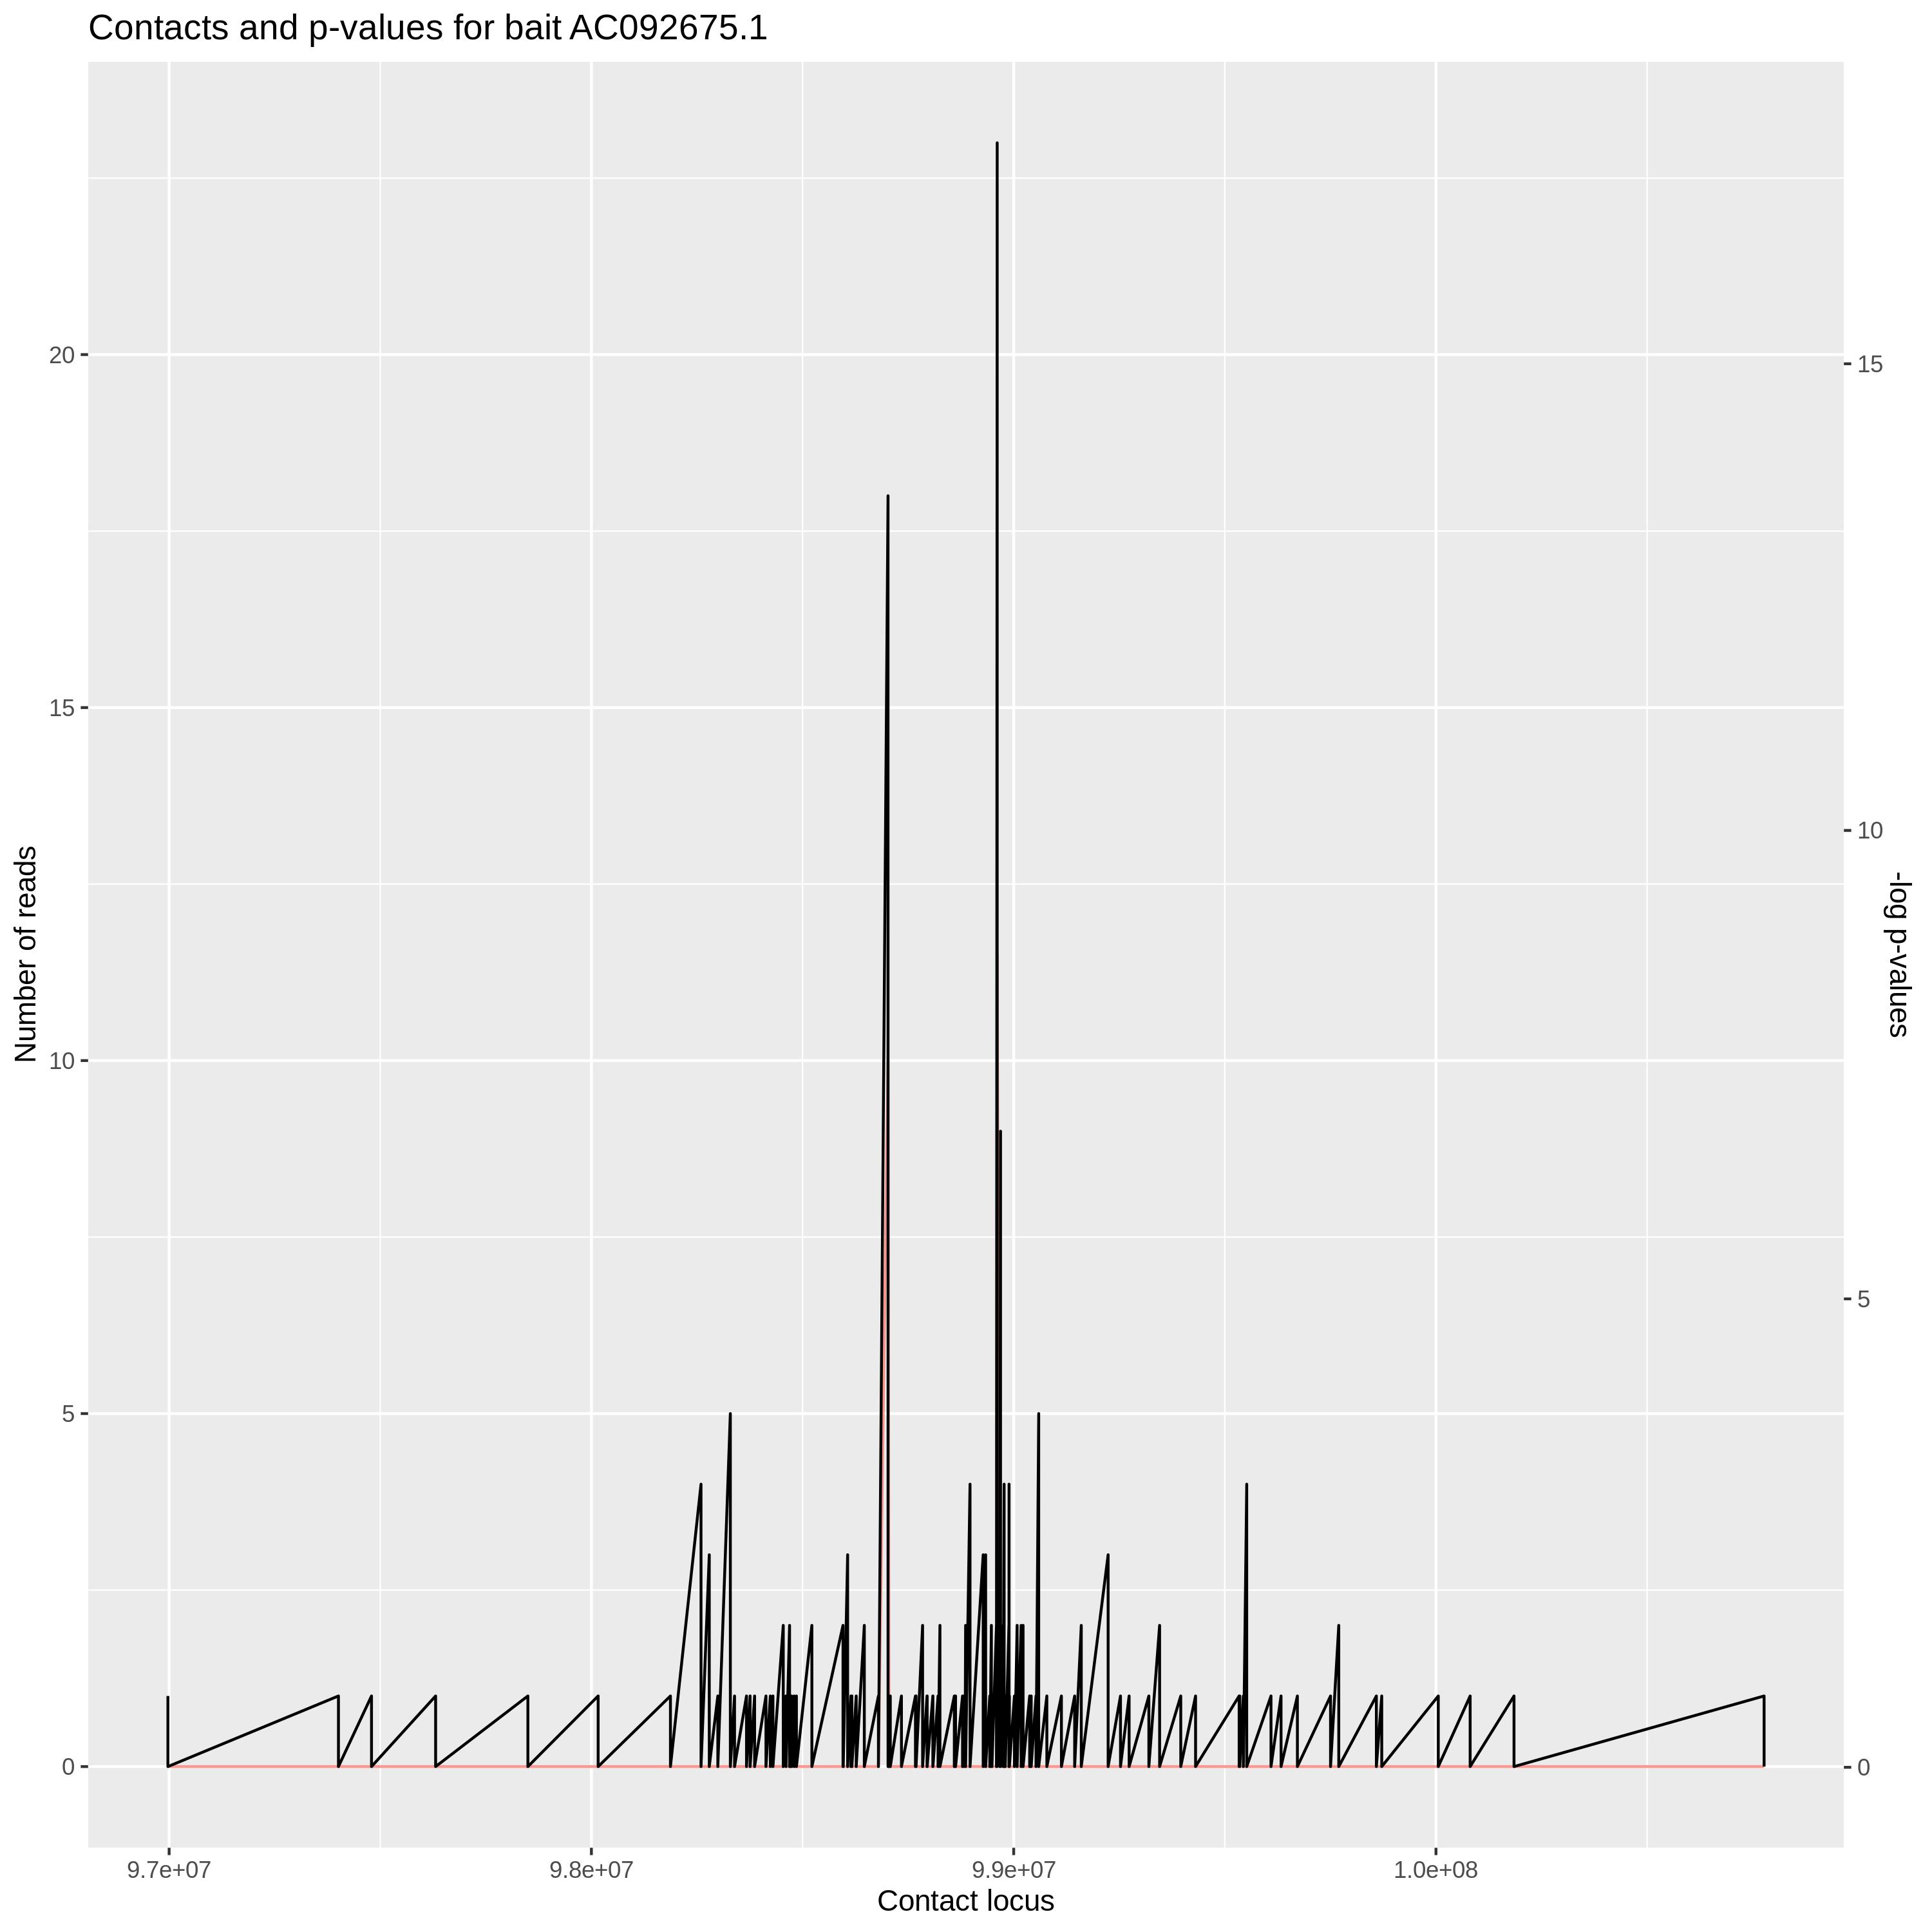 Contacts and p-values for bait AC092675.1
20
15
10
5
0
Number of reads
15
10
5
0
-log p-values
9.7e+07
9.8e+07
9.9e+07
1.0e+08
Contact locus